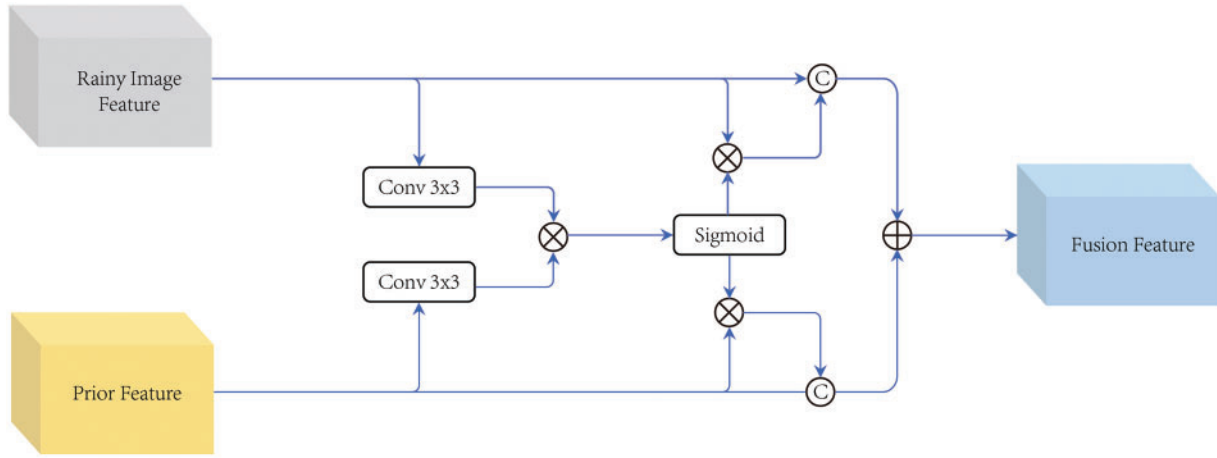 Rainy Image
Feature
C
Conv 3x3
Sigmoid
Fusion Feature
Conv 3x3
Prior Feature
C